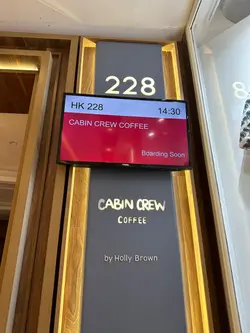 228
HK 228 14:30
CABIN CREW COFFEE
Boarding Soon
CABIN CREW
COFFEE
by Holly Brown